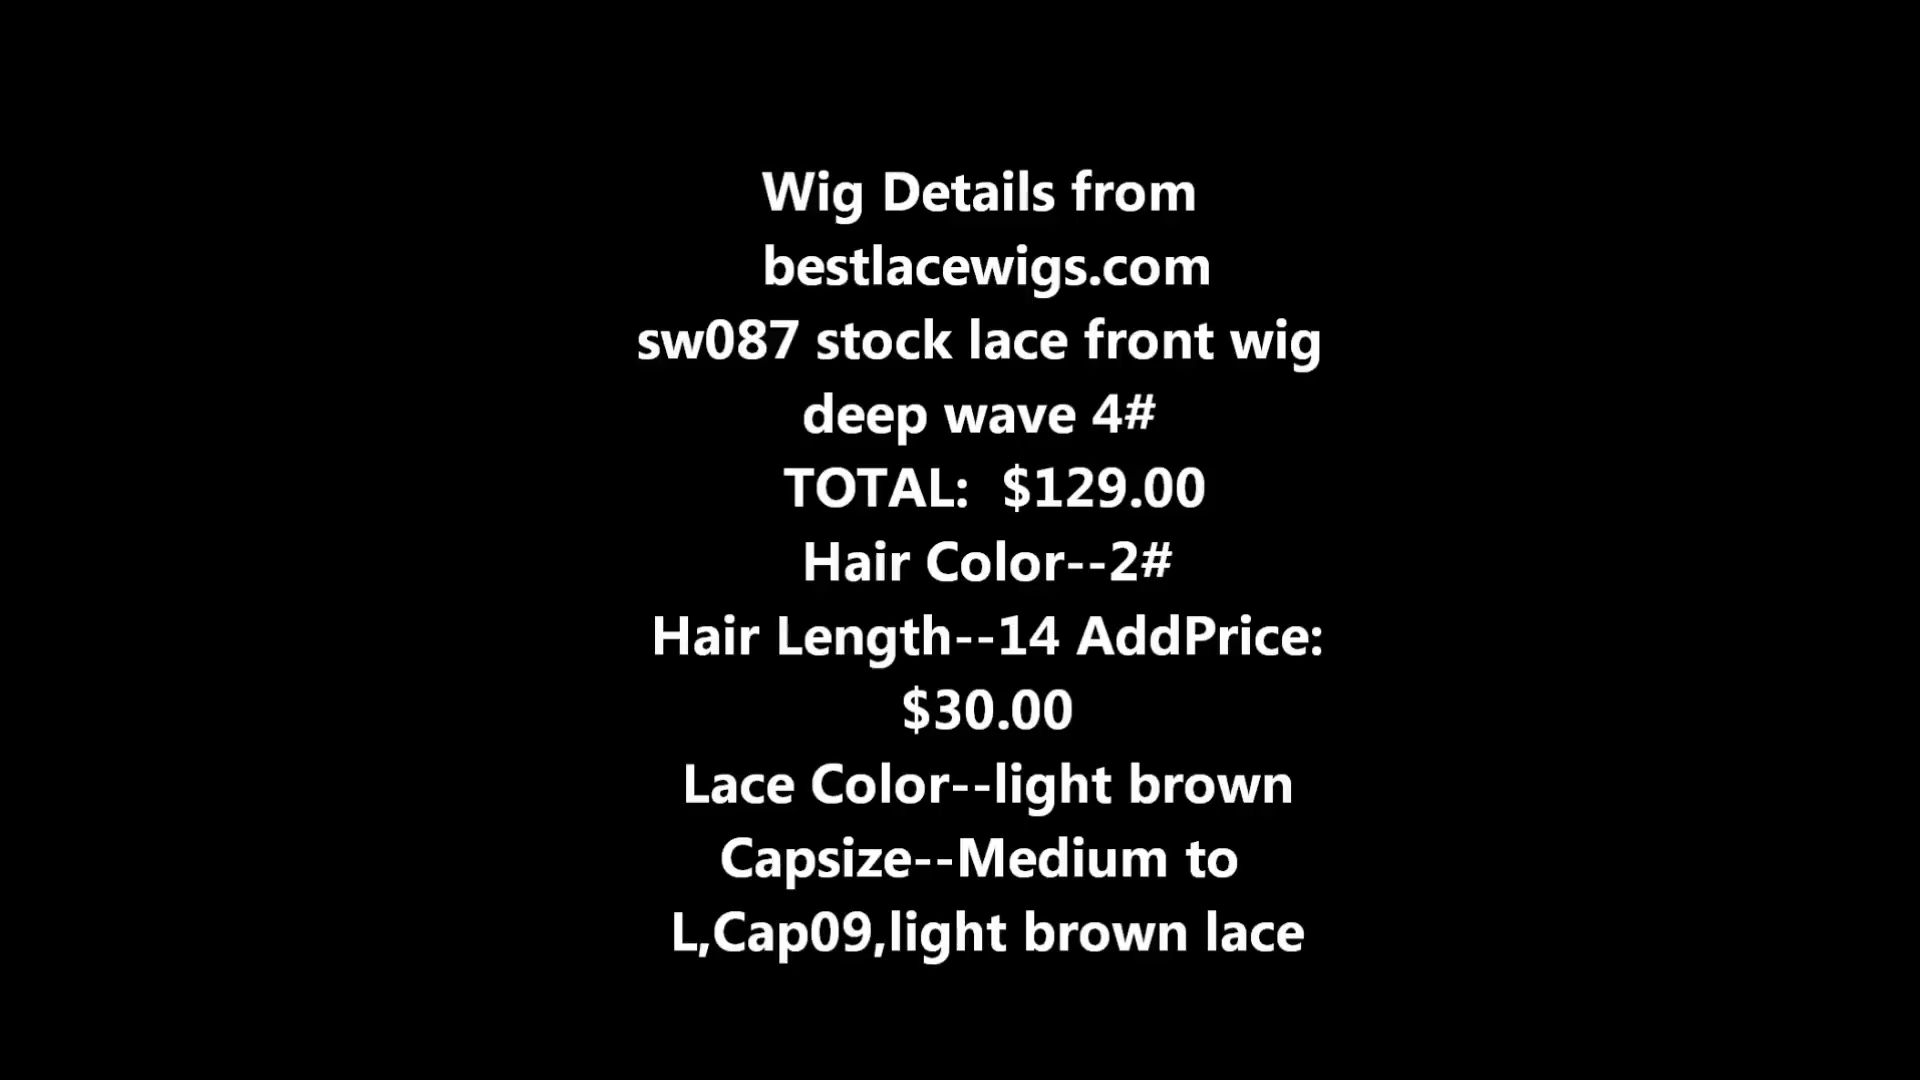 Wig Details from
bestlacewigs.com
sw087 stock lace front wig
deep wave 4#
TOTAL:  $129.00
Hair Color--2#
Hair Length--14 AddPrice:
$30.00
Lace Color--light brown
Capsize--Medium to
L,Cap09,light brown lace